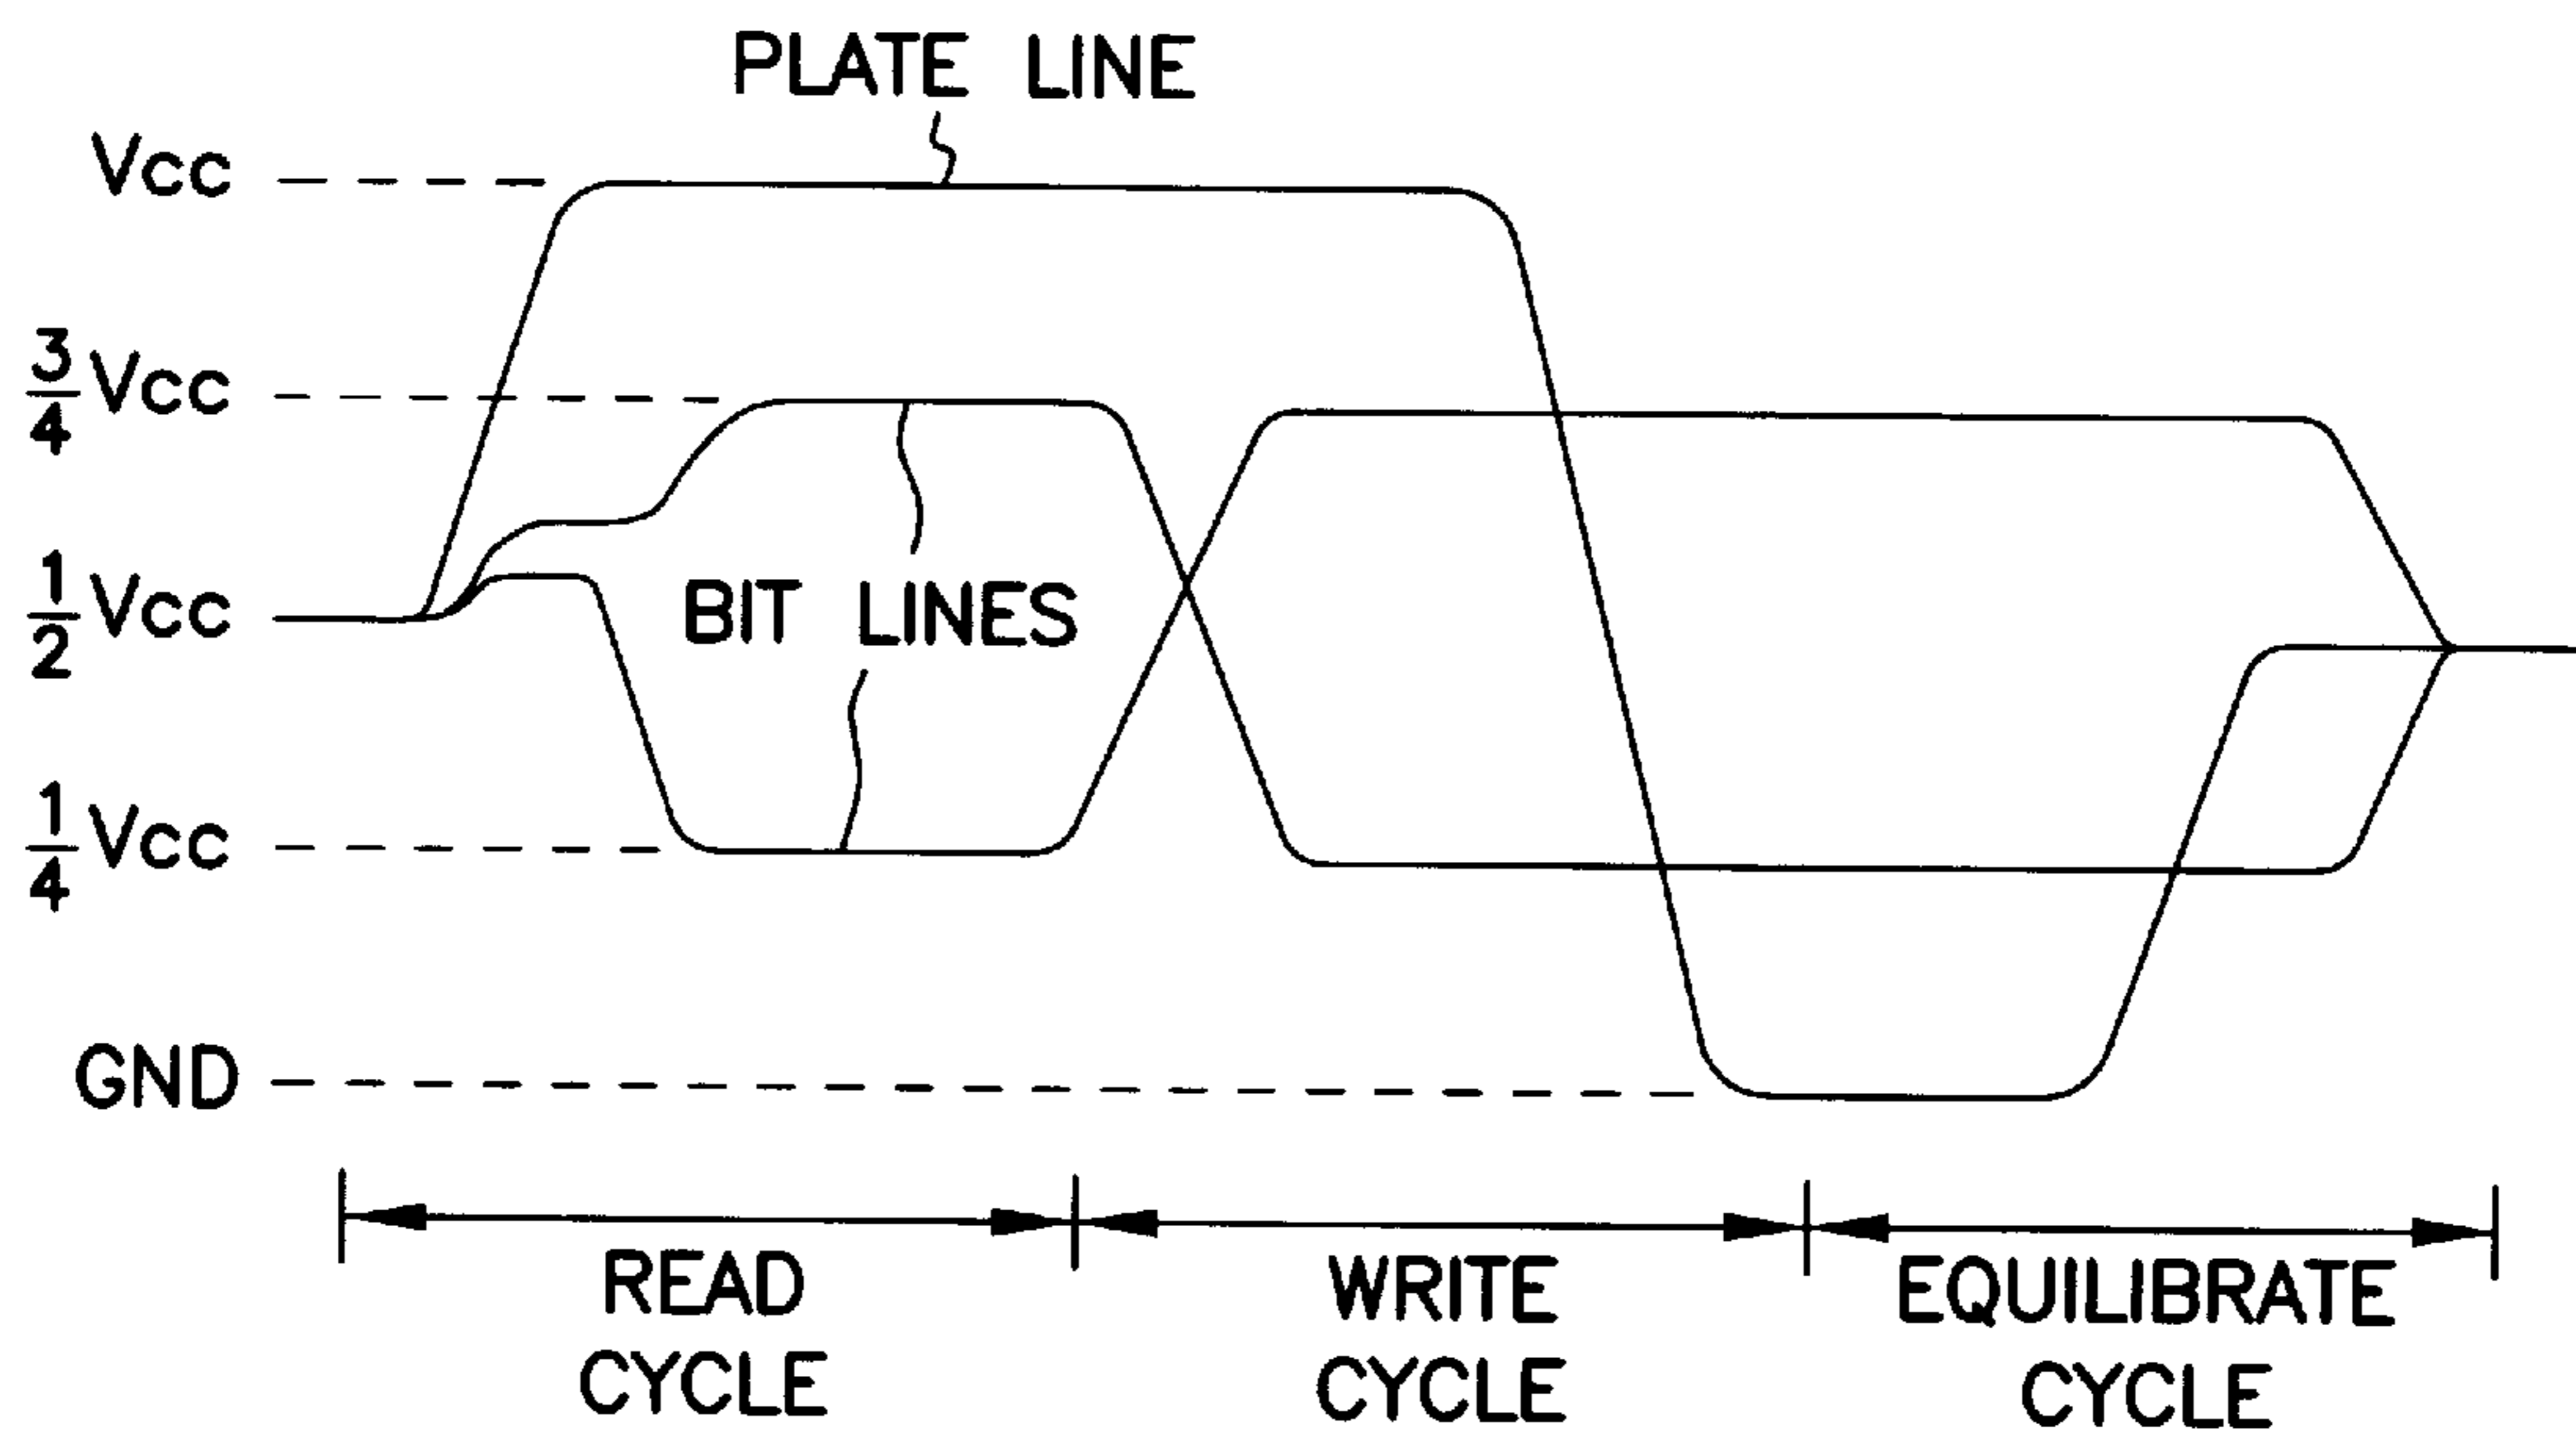 PLATE LINE
Vcc
3/4 Vcc
1/2 Vcc
BIT LINES
1/4 Vcc
GND
READ CYCLE
WRITE CYCLE
EQUILIBRATE CYCLE